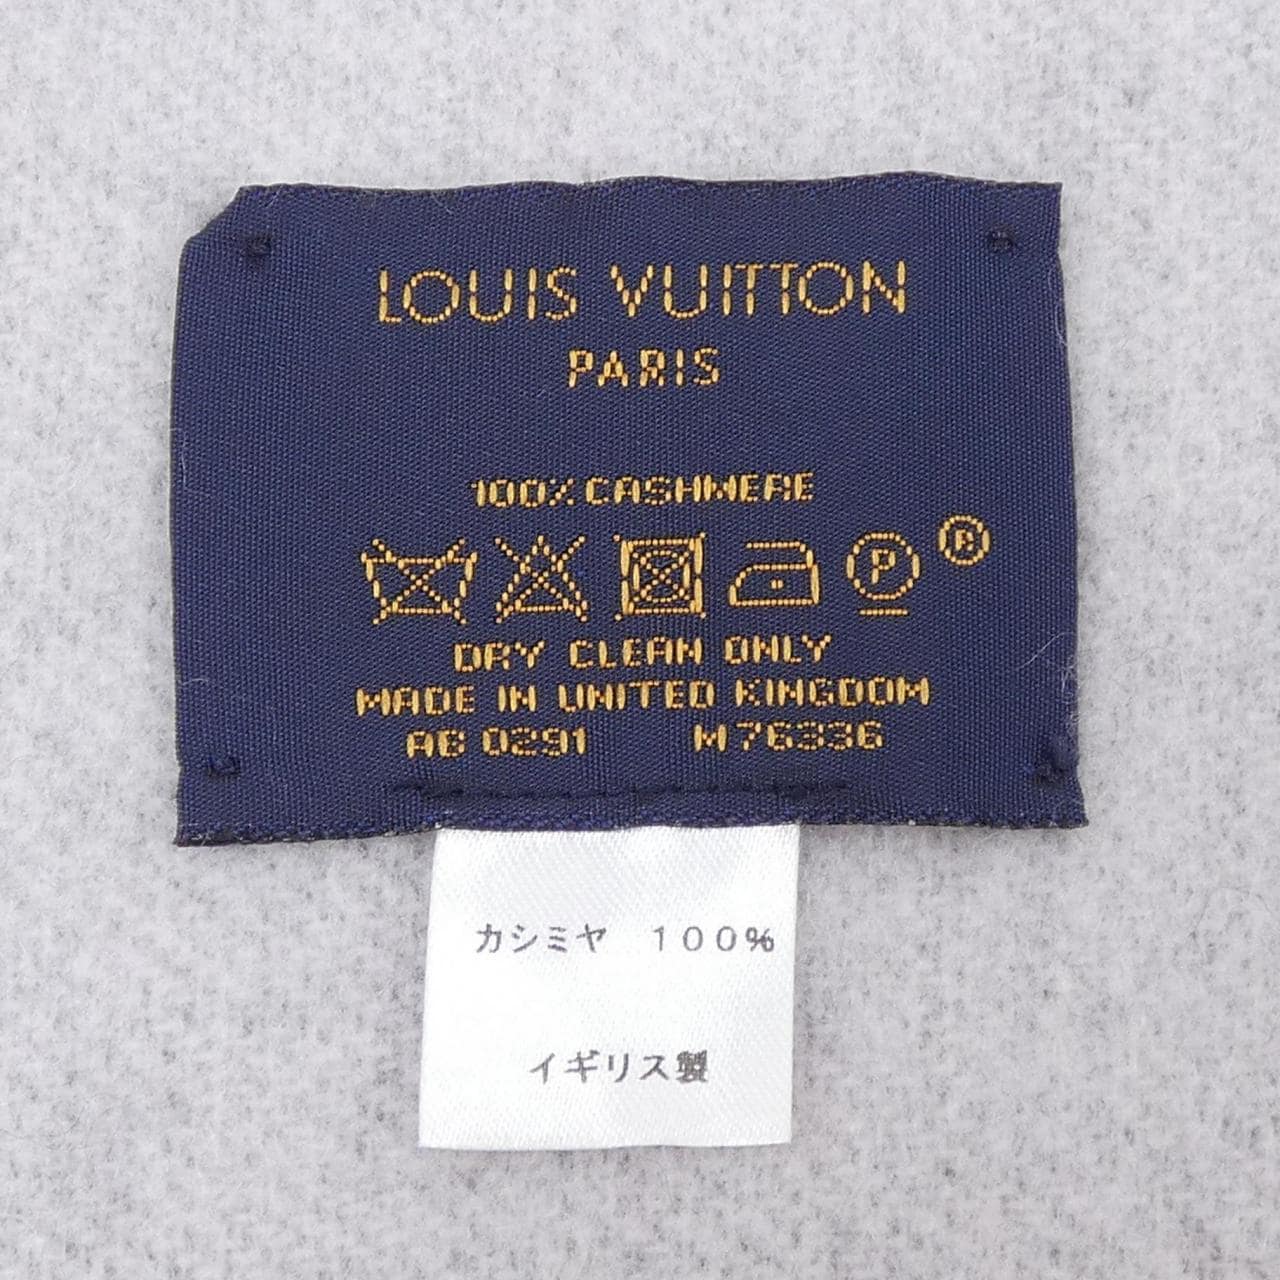 LOUIS VUITTON
PARIS
100% CASHMERE
P ®
DRY CLEAN ONLY
MADE IN UNITED KINGDOM
AB 0291 M76336
カシミヤ 100%
イギリス製